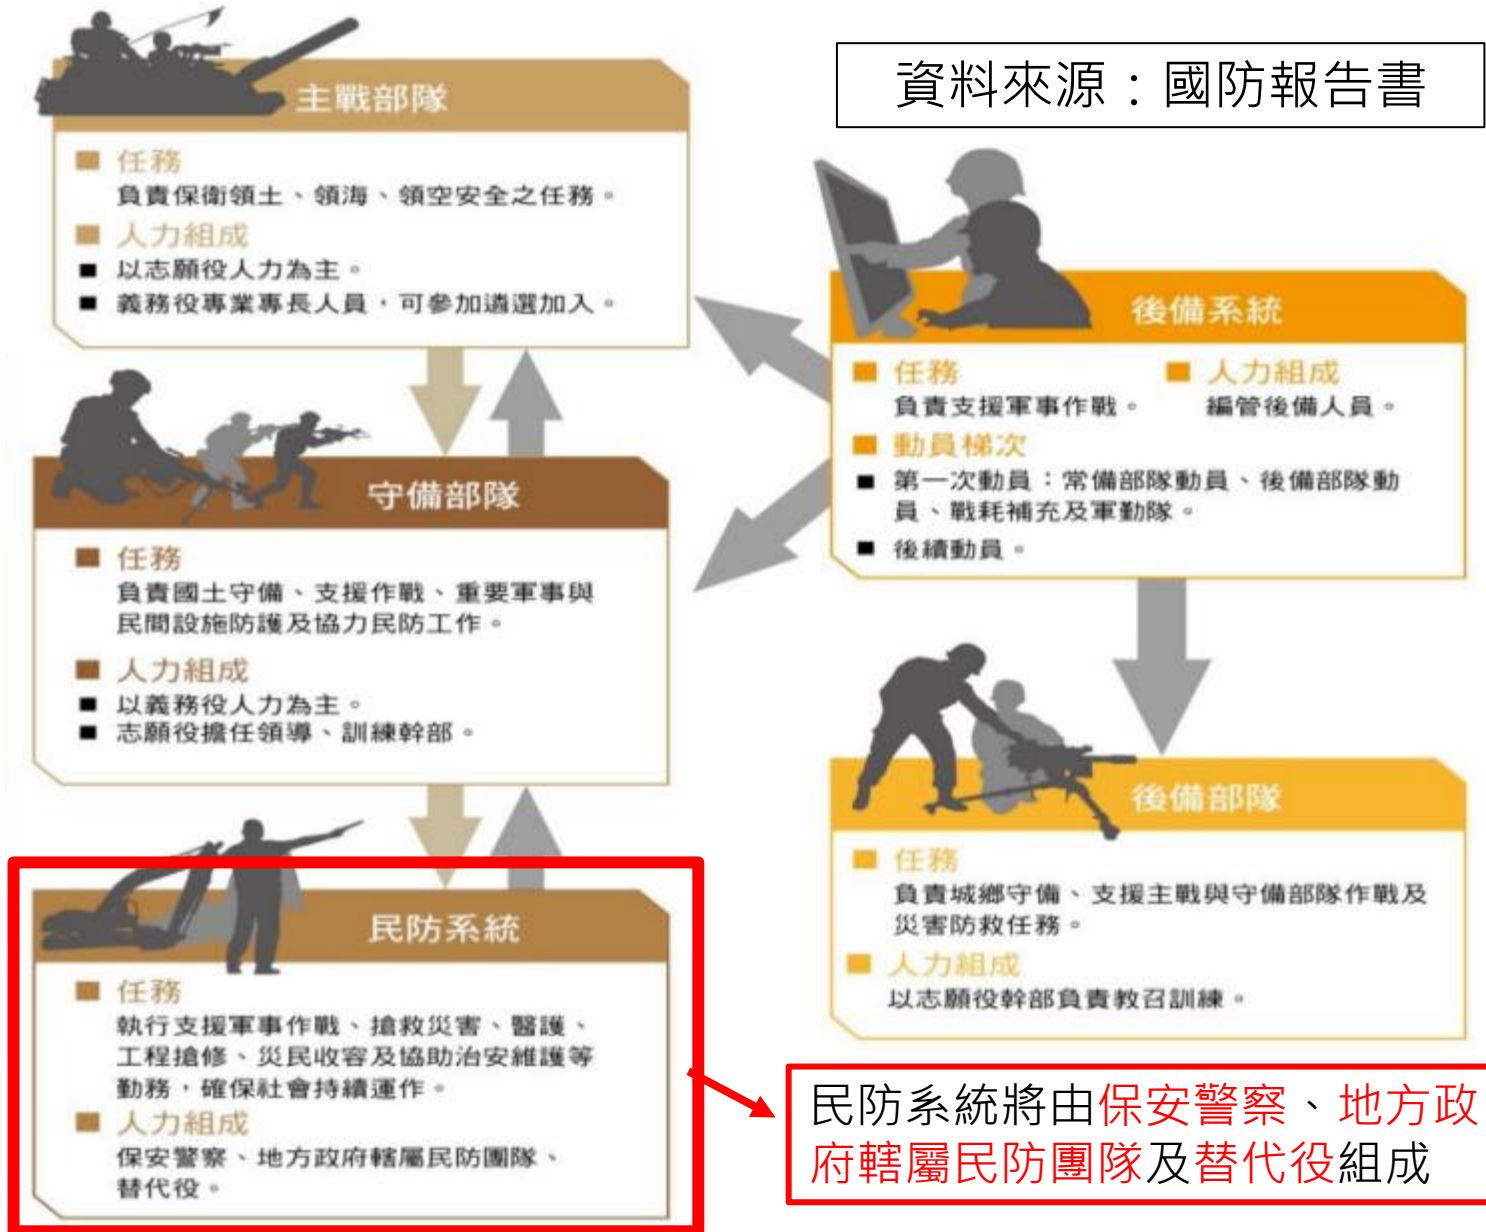 主戰部隊
任務
負責保衛領土、領海、領空安全之任務。
人力組成
以志願役人力為主。
義務役專業專長人員，可參加遴選加入。
守備部隊
任務
負責國土守備、支援作戰、重要軍事與
民間設施防護及協力民防工作。
人力組成
以義務役人力為主。
志願役擔任領導、訓練幹部。
民防系統
任務
執行支援軍事作戰、搶救災害、醫護、
工程搶修、災民收容及協助治安維護等
勤務，確保社會持續運作。
人力組成
保安警察、地方政府轄屬民防團隊、
替代役。
資料來源：國防報告書
後備系統
任務
負責支援軍事作戰。
人力組成
編管後備人員。
動員梯次
第一次動員：常備部隊動員、後備部隊動
員、戰耗補充及軍勤隊。
後續動員。
後備部隊
任務
負責城鄉守備、支援主戰與守備部隊作戰及
災害防救任務。
人力組成
以志願役幹部負責教召訓練。
民防系統將由保安警察、地方政
府轄屬民防團隊及替代役組成